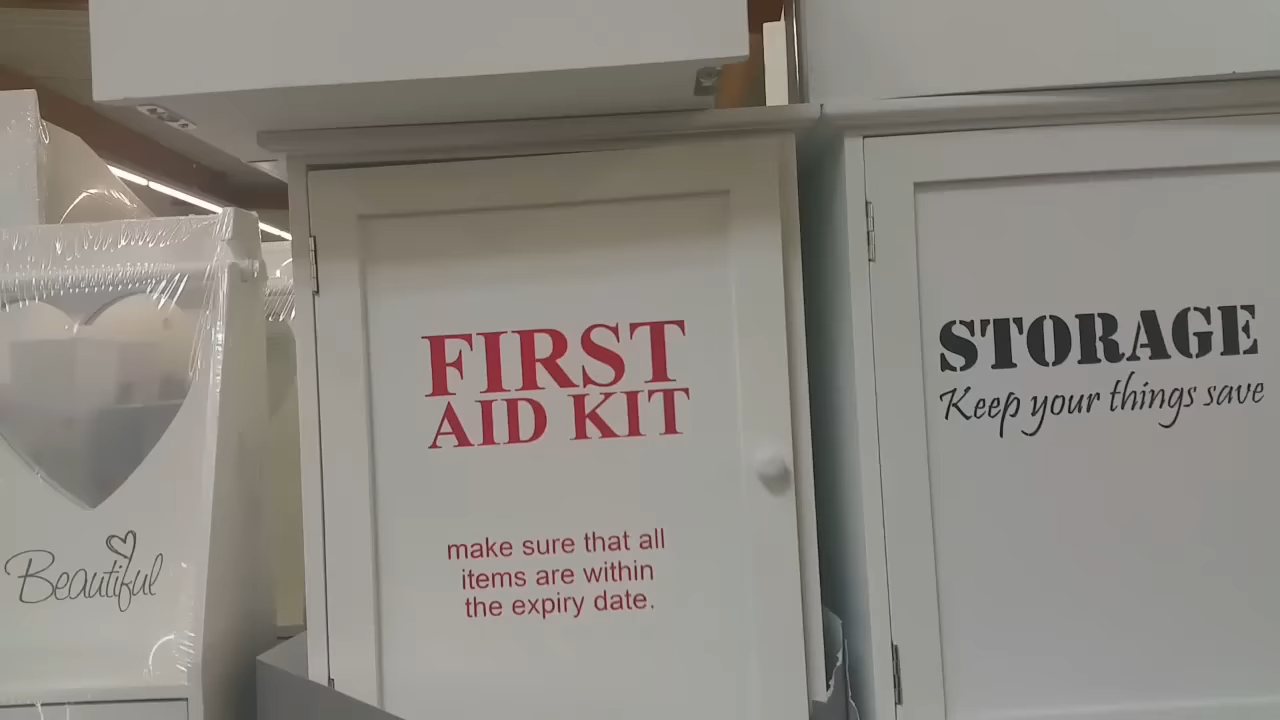 Beautiful
FIRST
AID KIT
make sure that all
items are within
the expiry date.
STORAGE
Keep your things save